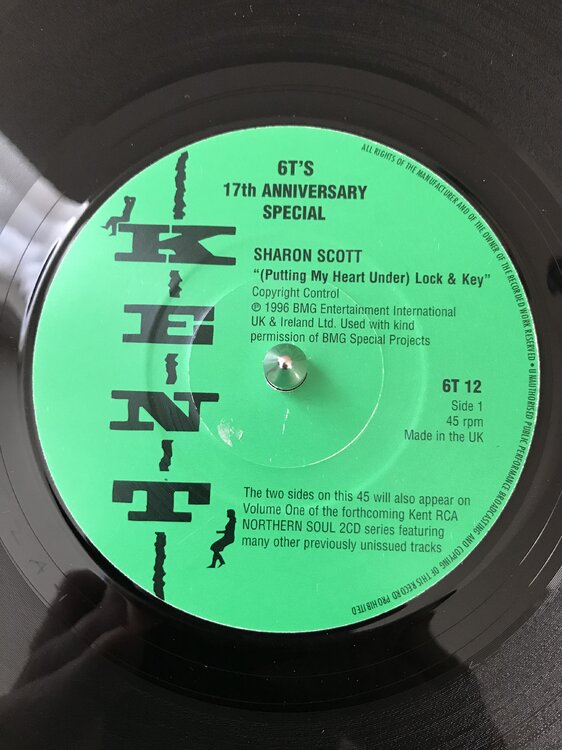 6T'S
17th ANNIVERSARY
SPECIAL
KENT
SHARON SCOTT
"(Putting My Heart Under) Lock & Key"
Copyright Control
℗ 1996 BMG Entertainment International
UK & Ireland Ltd. Used with kind
permission of BMG Special Projects
6T 12
Side 1
45 rpm
Made in the UK
The two sides on this 45 will also appear on
Volume One of the forthcoming Kent RCA
NORTHERN SOUL 2CD series featuring
many other previously unissued tracks
ALL RIGHTS OF THE MANUFACTURER AND OF THE OWNER OF THE RECORDED WORK RESERVED • UNAUTHORISED PUBLIC PERFORMANCE BROADCASTING AND COPYING OF THIS RECORD PROHIBITED